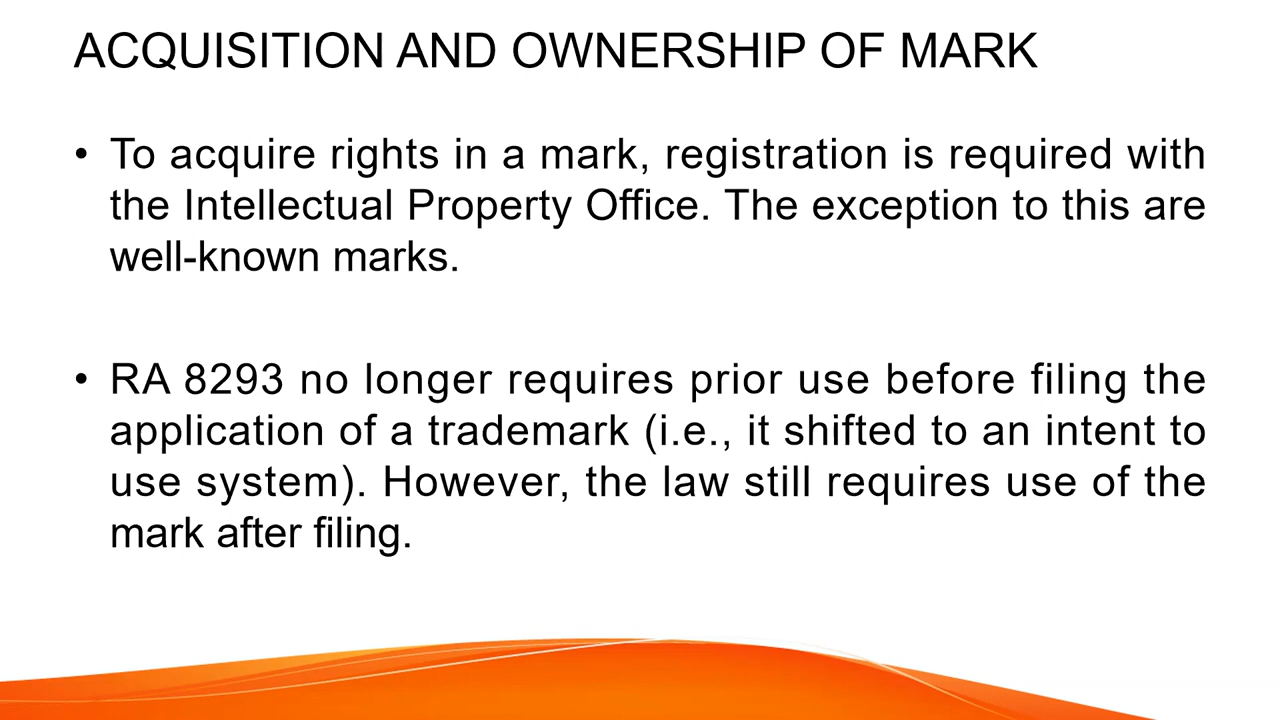 ACQUISITION AND OWNERSHIP OF MARK
• To acquire rights in a mark, registration is required with
the Intellectual Property Office. The exception to this are
well-known marks.
• RA 8293 no longer requires prior use before filing the
application of a trademark (i.e., it shifted to an intent to
use system). However, the law still requires use of the
mark after filing.